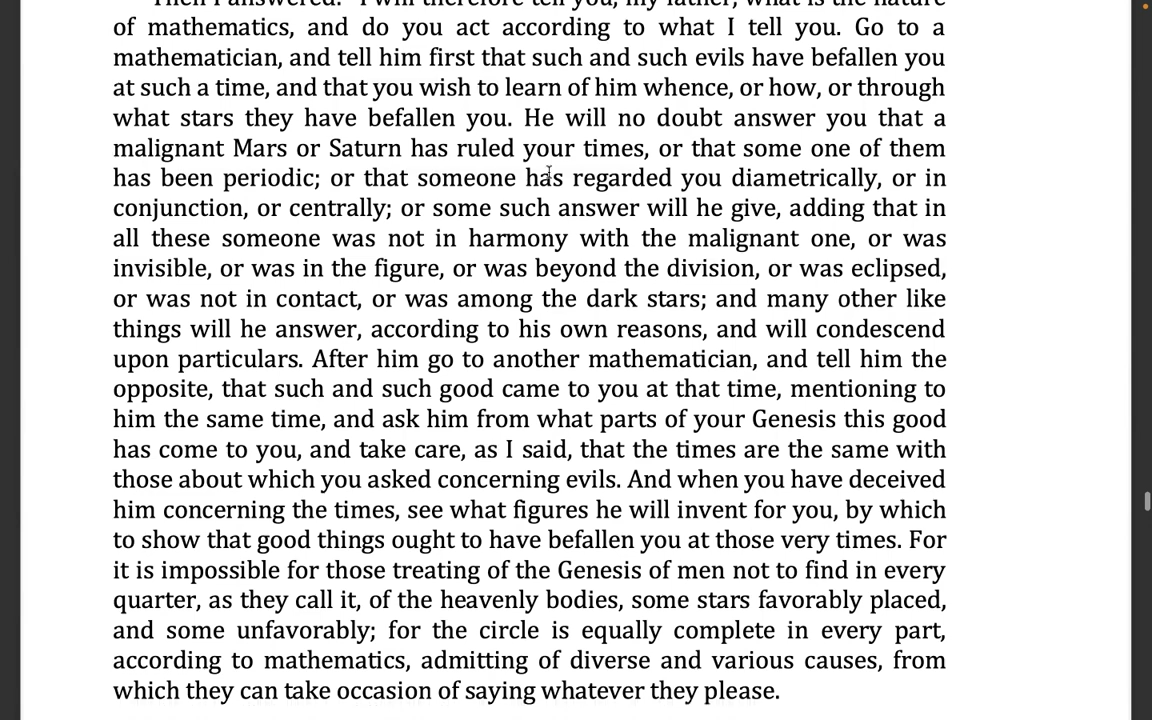 Then I answered: "I will therefore tell you, my father, what is the nature
of mathematics, and do you act according to what I tell you. Go to a
mathematician, and tell him first that such and such evils have befallen you
at such a time, and that you wish to learn of him whence, or how, or through
what stars they have befallen you. He will no doubt answer you that a
malignant Mars or Saturn has ruled your times, or that some one of them
has been periodic; or that someone has regarded you diametrically, or in
conjunction, or centrally; or some such answer will he give, adding that in
all these someone was not in harmony with the malignant one, or was
invisible, or was in the figure, or was beyond the division, or was eclipsed,
or was not in contact, or was among the dark stars; and many other like
things will he answer, according to his own reasons, and will condescend
upon particulars. After him go to another mathematician, and tell him the
opposite, that such and such good came to you at that time, mentioning to
him the same time, and ask him from what parts of your Genesis this good
has come to you, and take care, as I said, that the times are the same with
those about which you asked concerning evils. And when you have deceived
him concerning the times, see what figures he will invent for you, by which
to show that good things ought to have befallen you at those very times. For
it is impossible for those treating of the Genesis of men not to find in every
quarter, as they call it, of the heavenly bodies, some stars favorably placed,
and some unfavorably; for the circle is equally complete in every part,
according to mathematics, admitting of diverse and various causes, from
which they can take occasion of saying whatever they please.